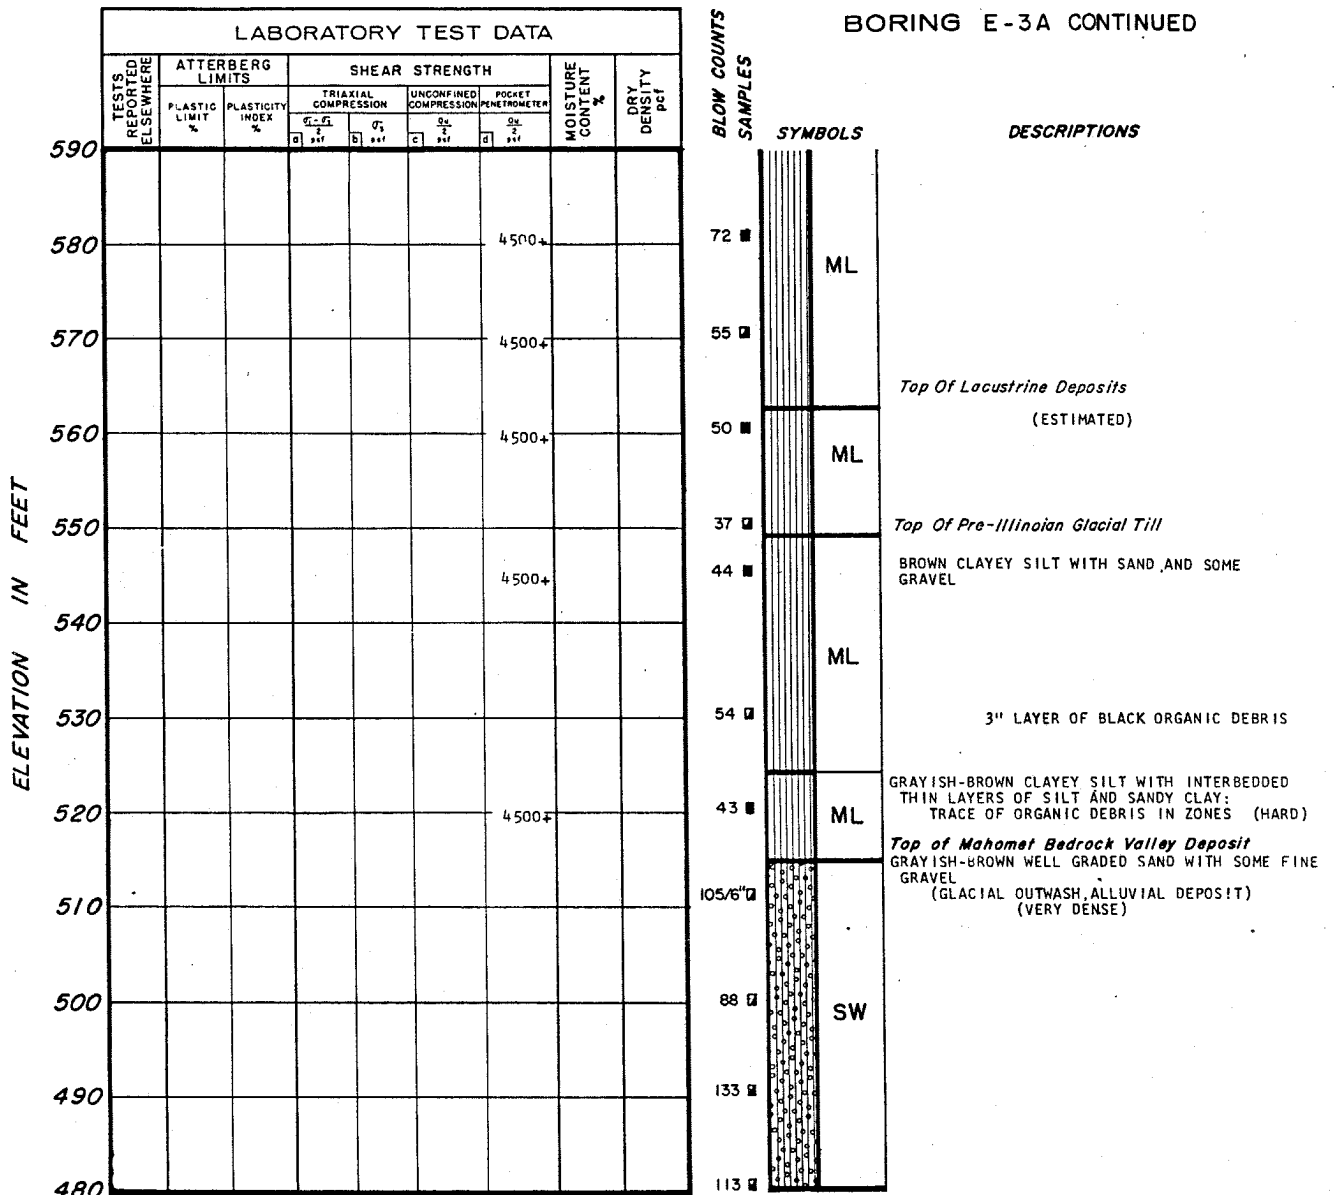 LABORATORY TEST DATA
BORING E-3A CONTINUED
TESTS REPORTED ELSEWHERE
ATTERBERG LIMITS
PLASTIC LIMIT %
PLASTICITY INDEX %
SHEAR STRENGTH
TRIAXIAL COMPRESSION
UNCONFINED COMPRESSION
POCKET PENETROMETER
a psf
b psf
c psf
d psf
MOISTURE CONTENT %
DRY DENSITY pcf
BLOW COUNTS
SAMPLES
SYMBOLS
DESCRIPTIONS
ELEVATION IN FEET
590
72
580
4500+
ML
55
570
4500+
Top Of Lacustrine Deposits
(ESTIMATED)
50
560
4500+
ML
37
550
Top Of Pre-Illinoian Glacial Till
BROWN CLAYEY SILT WITH SAND, AND SOME
GRAVEL
44
4500+
540
ML
54
530
3" LAYER OF BLACK ORGANIC DEBRIS
GRAYISH-BROWN CLAYEY SILT WITH INTERBEDDED
THIN LAYERS OF SILT AND SANDY CLAY:
TRACE OF ORGANIC DEBRIS IN ZONES (HARD)
43
520
4500+
ML
Top of Mahomet Bedrock Valley Deposit
GRAYISH-BROWN WELL GRADED SAND WITH SOME FINE
GRAVEL
(GLACIAL OUTWASH, ALLUVIAL DEPOSIT)
(VERY DENSE)
105/6"
510
88
500
SW
133
490
113
480